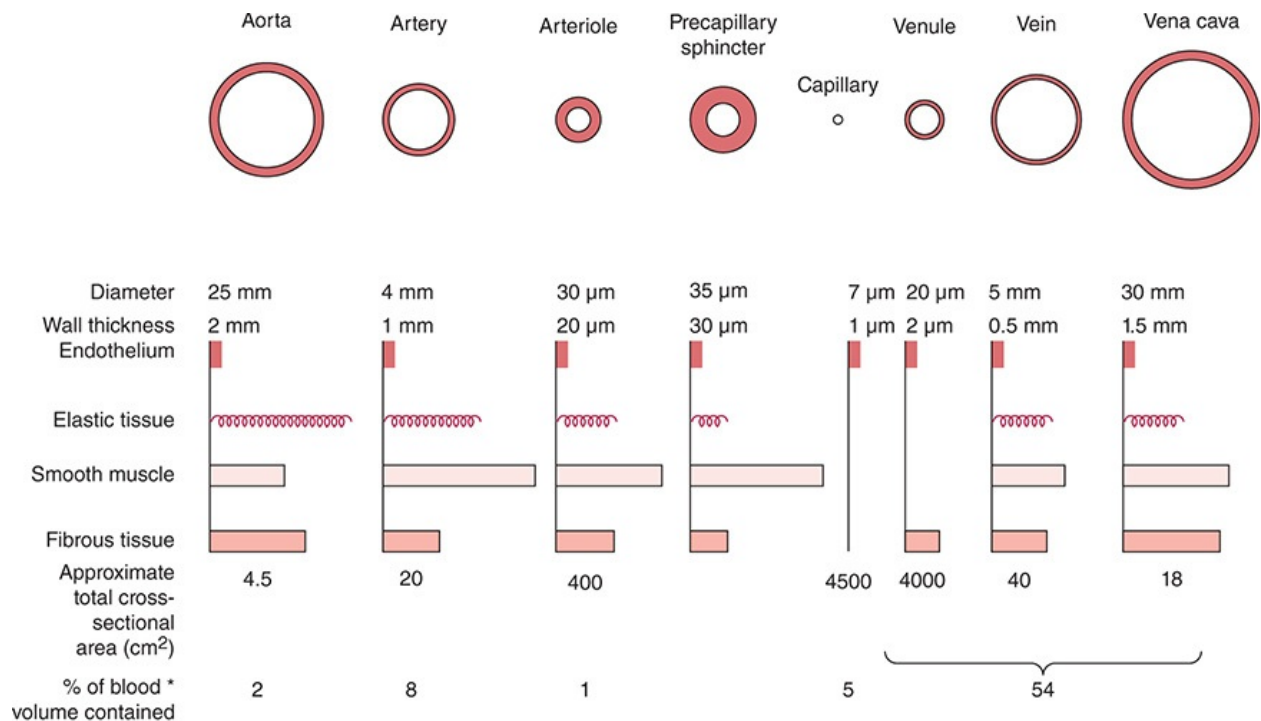 Aorta
Artery
Arteriole
Precapillary
sphincter
Capillary
Venule
Vein
Vena cava
Diameter 25 mm 4 mm 30 μm 35 μm 7 μm 20 μm 5 mm 30 mm
Wall thickness 2 mm 1 mm 20 μm 30 μm 1 μm 2 μm 0.5 mm 1.5 mm
Endothelium
Elastic tissue
Smooth muscle
Fibrous tissue
Approximate
total cross-
sectional
area (cm²)
4.5 20 400 4500 4000 40 18
% of blood *
volume contained
2 8 1 5 54